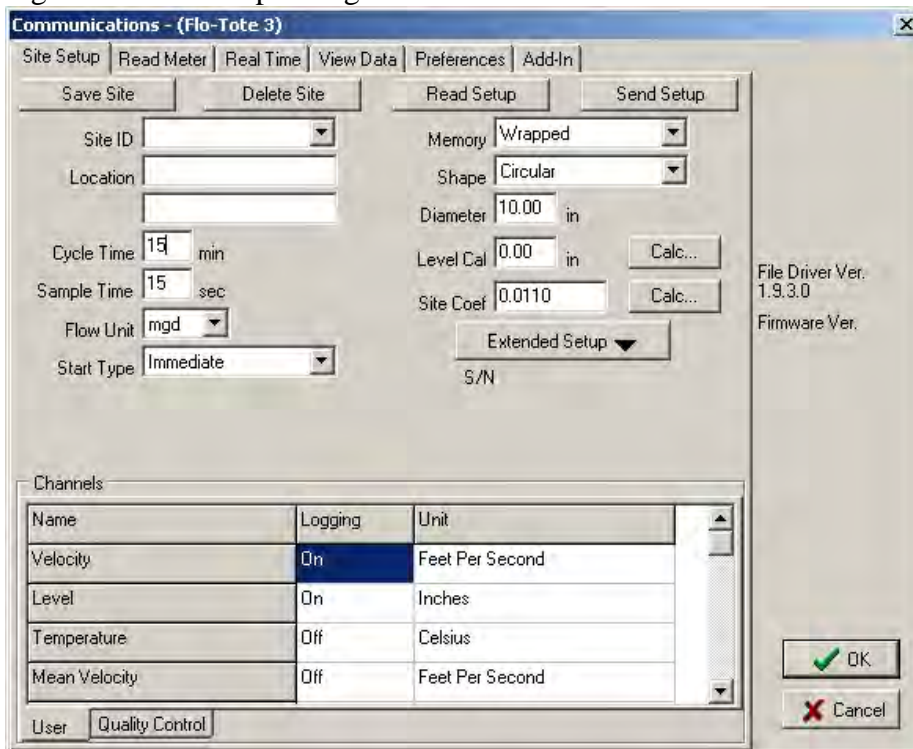 Communications - (Flo-Tote 3)
Site Setup Read Meter Real Time View Data Preferences Add-In
Save Site Delete Site Read Setup Send Setup
Site ID
Location
Cycle Time 15 min
Sample Time 15 sec
Flow Unit mgd
Start Type Immediate
Memory Wrapped
Shape Circular
Diameter 10.00 in
Level Cal 0.00 in Calc...
Site Coef 0.0110 Calc...
Extended Setup
S/N
File Driver Ver.
1.9.3.0
Firmware Ver.
Channels
Name Logging Unit
Velocity On Feet Per Second
Level On Inches
Temperature Off Celsius
Mean Velocity Off Feet Per Second
User Quality Control
OK
Cancel